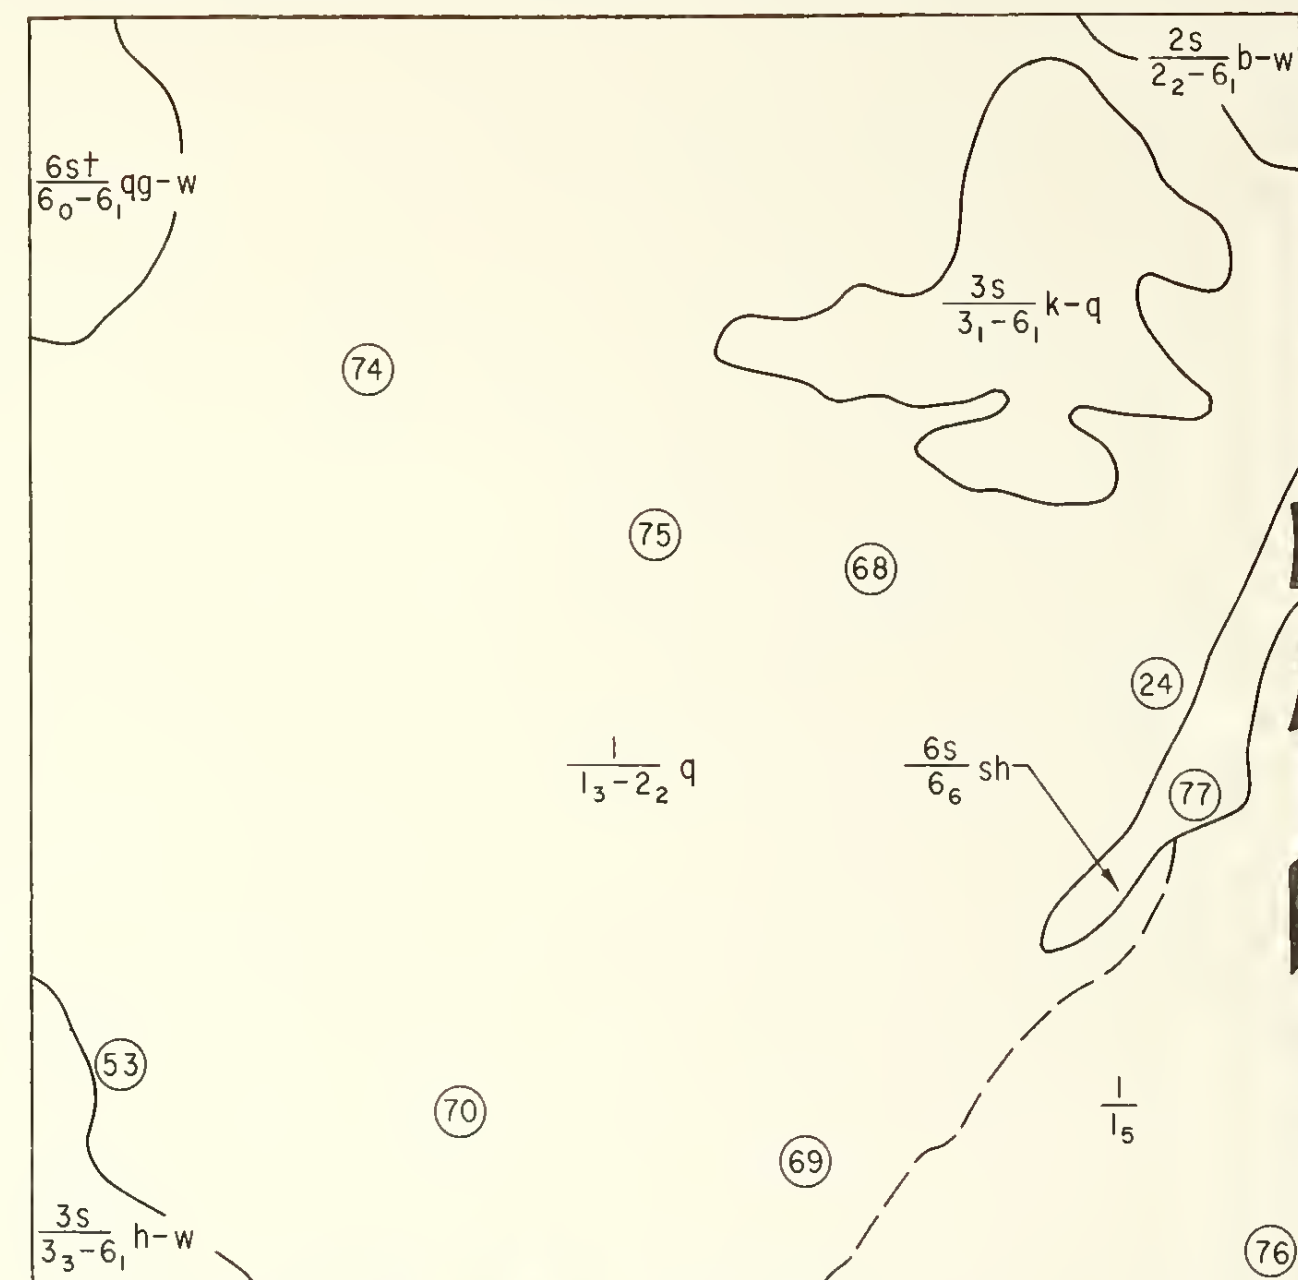 2s
2₂-6₁ b-w
6st
6₀-6₁ qg-w
3s
3₁-6₁ k-q
74
75
68
24
1
1₃-2₂ q
6s
6₆ sh
77
53
70
1
1₅
69
3s
3₃-6₁ h-w
76